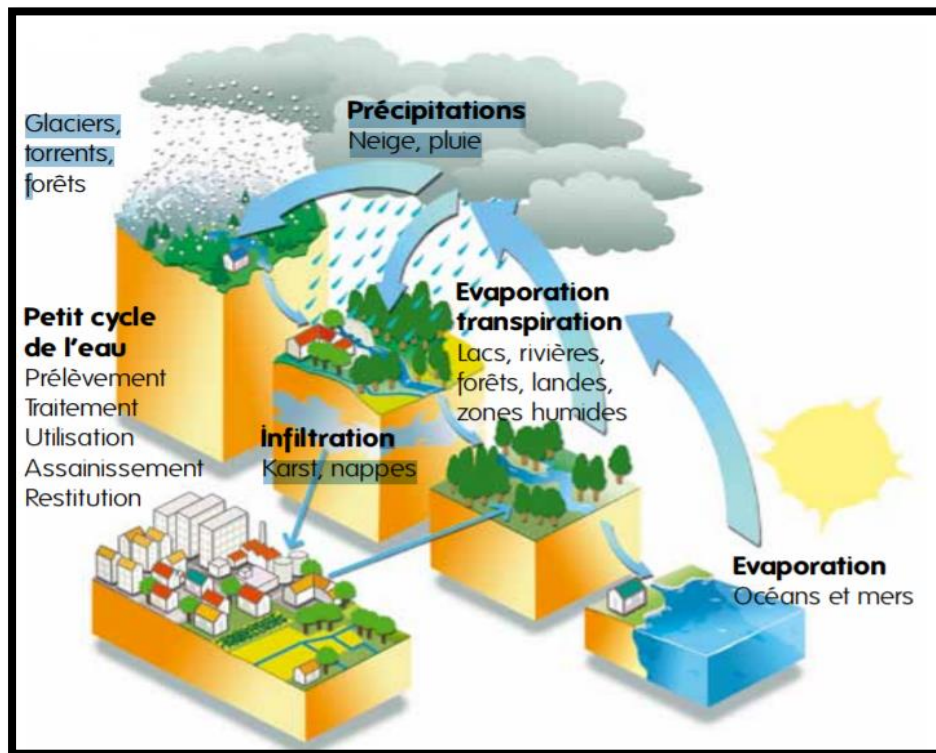 Glaciers,
torrents,
forêts
Précipitations
Neige, pluie
Petit cycle
de l'eau
Prélèvement
Traitement
Utilisation
Assainissement
Restitution
Evaporation
transpiration
Lacs, rivières,
forêts, landes,
zones humides
infiltration
Karst, nappes
Evaporation
Océans et mers